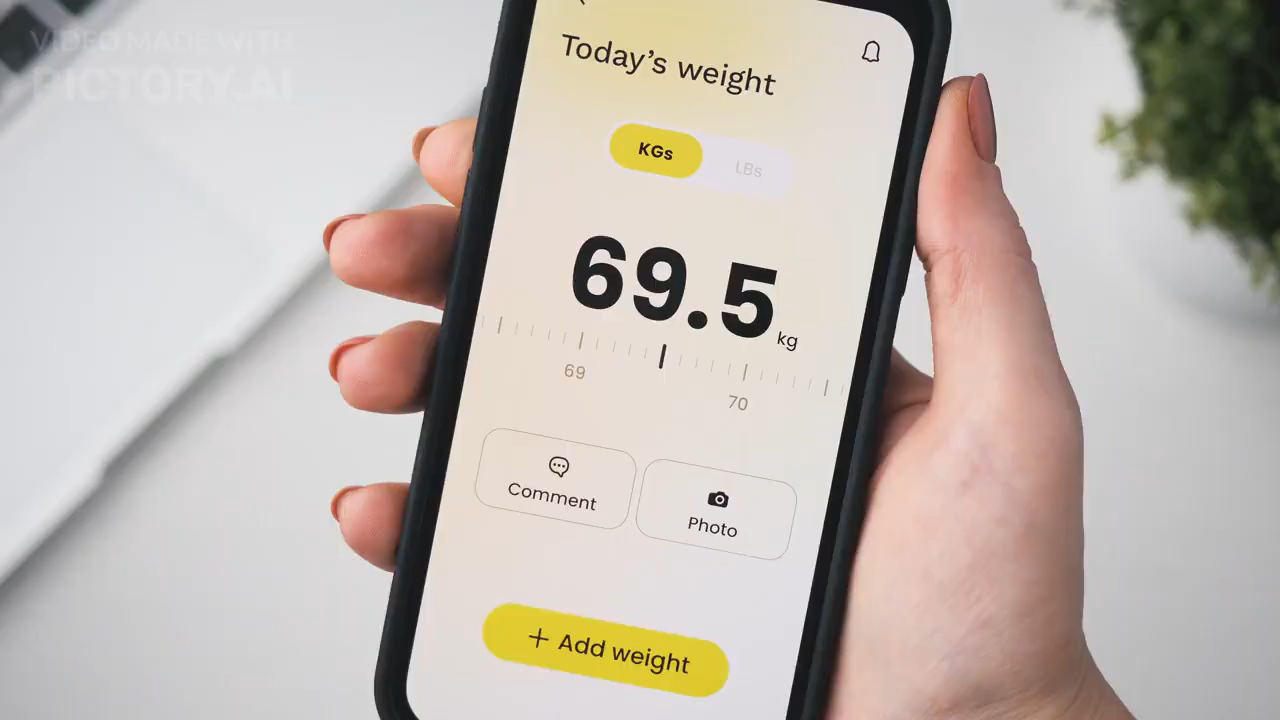 VIDEO MADE WITH
PICTORY.AI
Today's weight
KGs LBs
69.5 kg
69 70
Comment Photo
+ Add weight